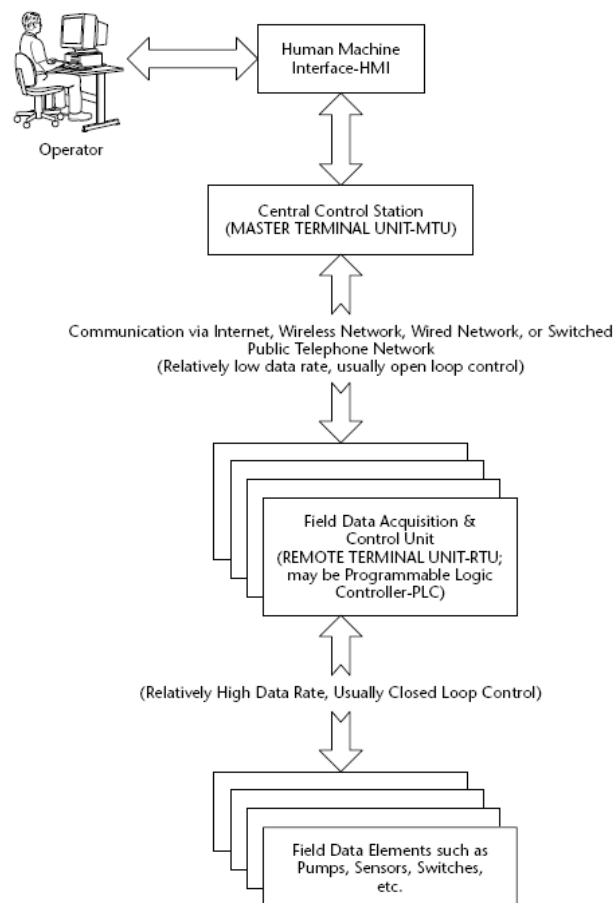 Human Machine
Interface-HMI
Operator
Central Control Station
(MASTER TERMINAL UNIT-MTU)
Communication via Internet, Wireless Network, Wired Network, or Switched
Public Telephone Network
(Relatively low data rate, usually open loop control)
Field Data Acquisition &
Control Unit
(REMOTE TERMINAL UNIT-RTU;
may be Programmable Logic
Controller-PLC)
(Relatively High Data Rate, Usually Closed Loop Control)
Field Data Elements such as
Pumps, Sensors, Switches,
etc.